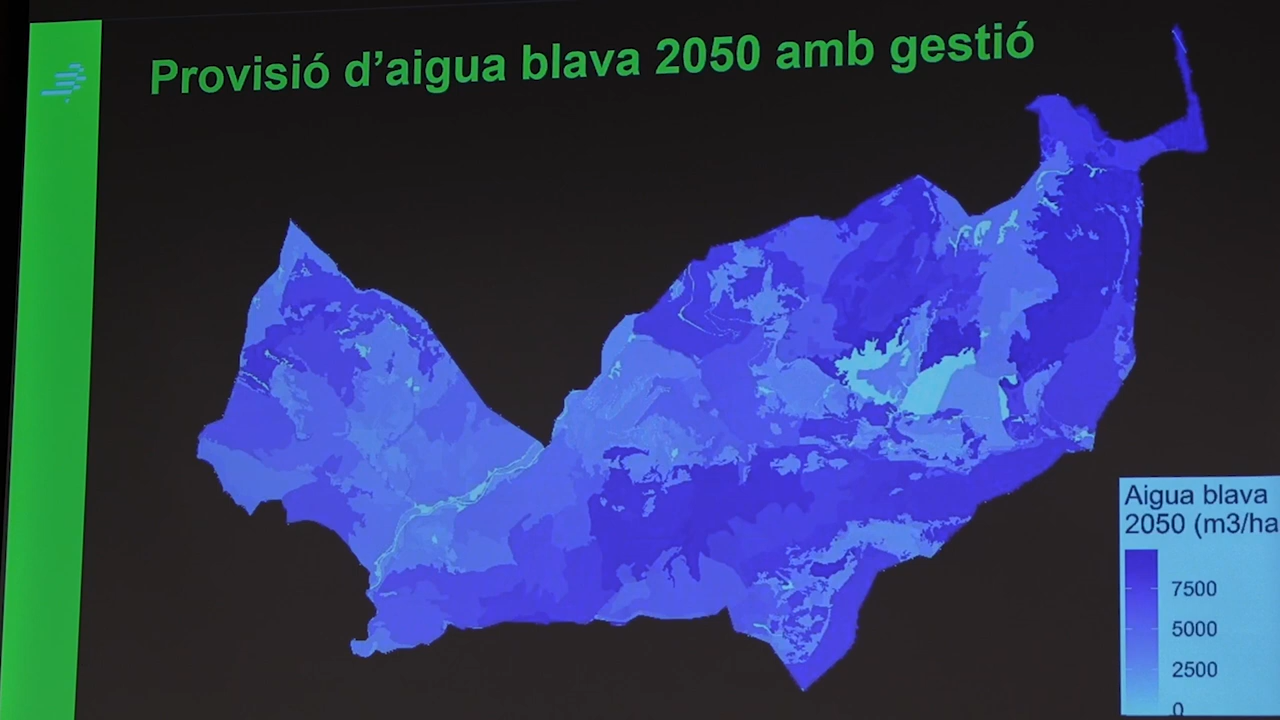 Provisió d’aigua blava 2050 amb gestió
Aigua blava
2050 (m3/ha
7500
5000
2500
0